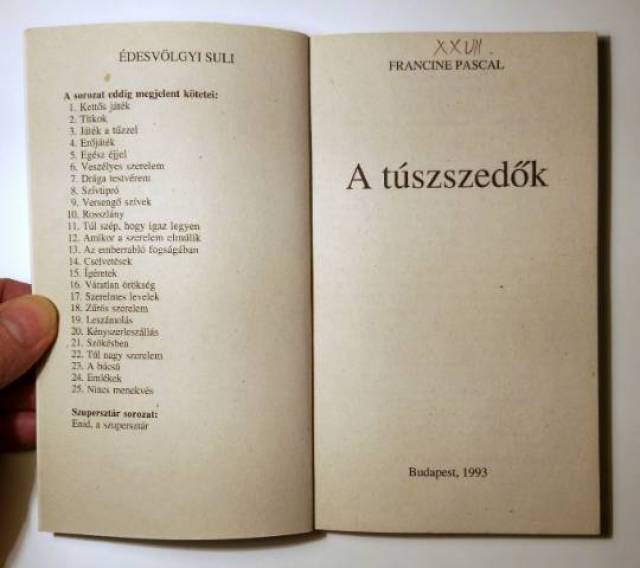 ÉDESVÖLGYI SULI
A sorozat eddig megjelent kötetei:
1. Kettős játék
2. Titkok
3. Játék a tűzzel
4. Erőjáték
5. Egész éjjel
6. Veszélyes szerelem
7. Drága testvérem
8. Szívtipró
9. Versengő szívek
10. Rosszlány
11. Túl szép, hogy igaz legyen
12. Amikor a szerelem elmúlik
13. Az emberrabló fogságában
14. Cselvetések
15. Ígéretek
16. Váratlan örökség
17. Szerelmes levelek
18. Zűrös szerelem
19. Leszámolás
20. Kényszerleszállás
21. Szökésben
22. Túl nagy szerelem
23. A búcsú
24. Emlékek
25. Nincs menekvés
Szupersztár sorozat:
Enid, a szupersztár
XXVII.
FRANCINE PASCAL
A túszszedők
Budapest, 1993